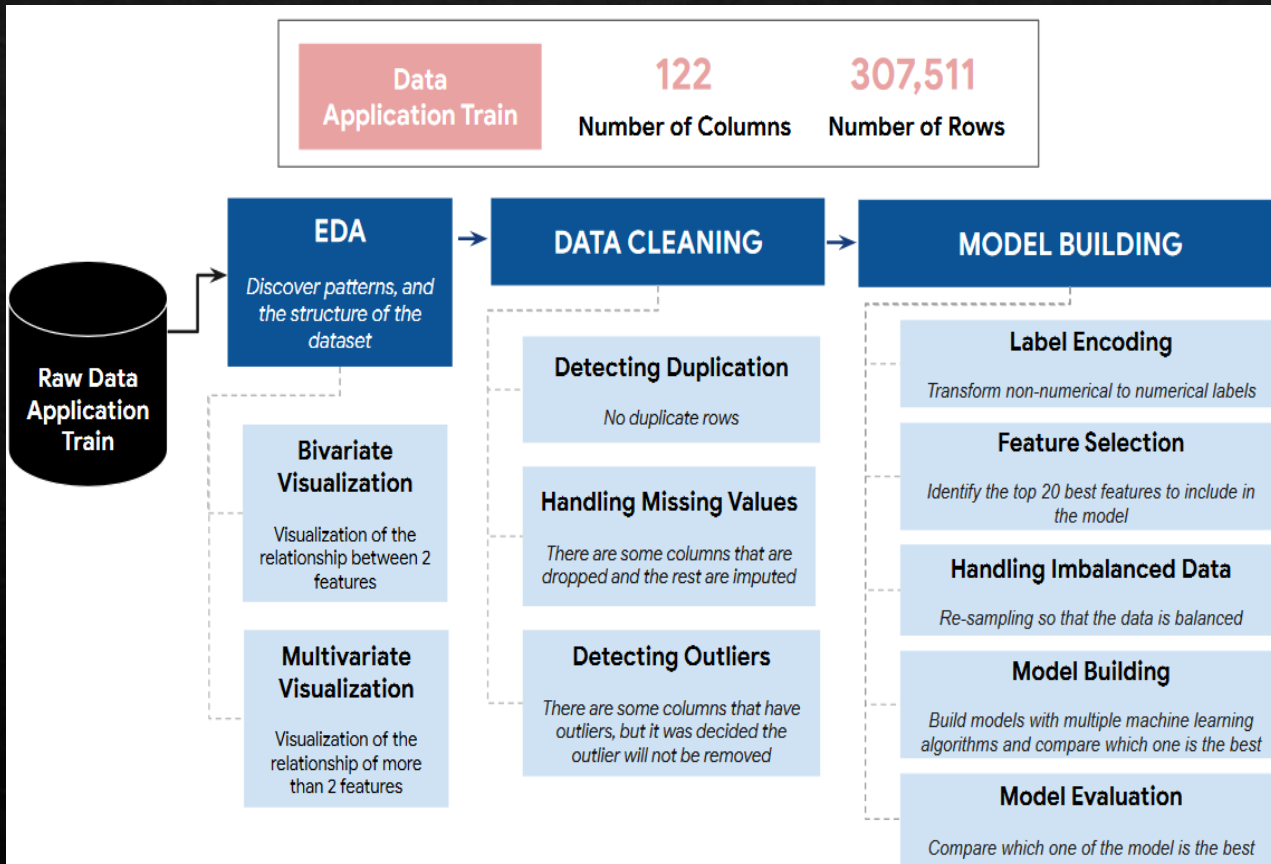 Data
Application Train
122
Number of Columns
307,511
Number of Rows
Raw Data
Application
Train
EDA
Discover patterns, and
the structure of the
dataset
Bivariate
Visualization
Visualization of the
relationship between 2
features
Multivariate
Visualization
Visualization of the
relationship of more
than 2 features
DATA CLEANING
Detecting Duplication
No duplicate rows
Handling Missing Values
There are some columns that are
dropped and the rest are imputed
Detecting Outliers
There are some columns that have
outliers, but it was decided the
outlier will not be removed
MODEL BUILDING
Label Encoding
Transform non-numerical to numerical labels
Feature Selection
Identify the top 20 best features to include in
the model
Handling Imbalanced Data
Re-sampling so that the data is balanced
Model Building
Build models with multiple machine learning
algorithms and compare which one is the best
Model Evaluation
Compare which one of the model is the best